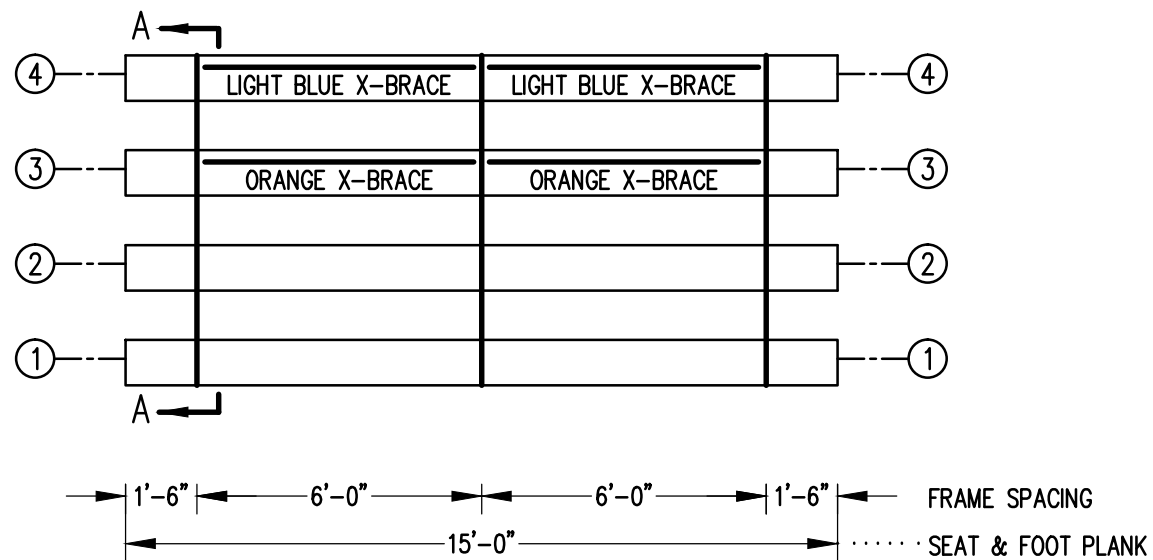 A
4 LIGHT BLUE X-BRACE LIGHT BLUE X-BRACE 4
3 ORANGE X-BRACE ORANGE X-BRACE 3
2 2
1 1
A
1'-6" 6'-0" 6'-0" 1'-6" FRAME SPACING
15'-0" SEAT & FOOT PLANK